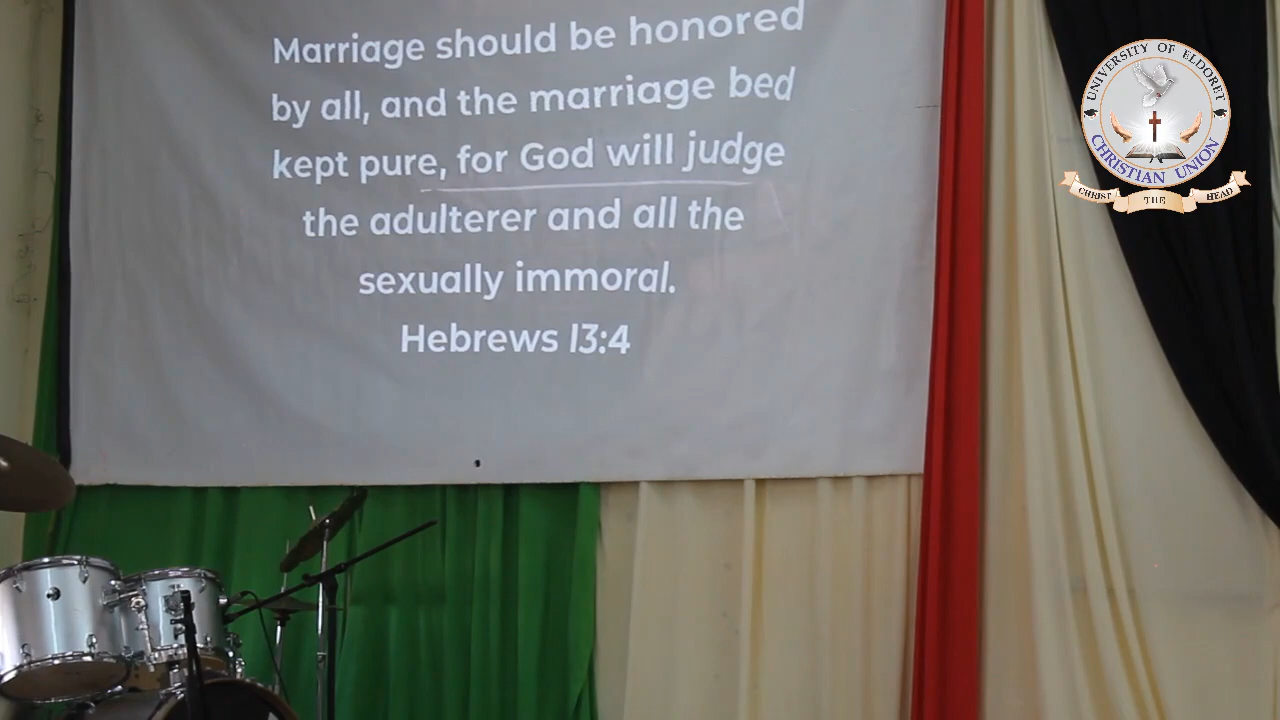 Marriage should be honored
by all, and the marriage bed
kept pure, for God will judge
the adulterer and all the
sexually immoral.
Hebrews 13:4
UNIVERSITY OF ELDORET
CHRISTIAN UNION
CHRIST THE HEAD